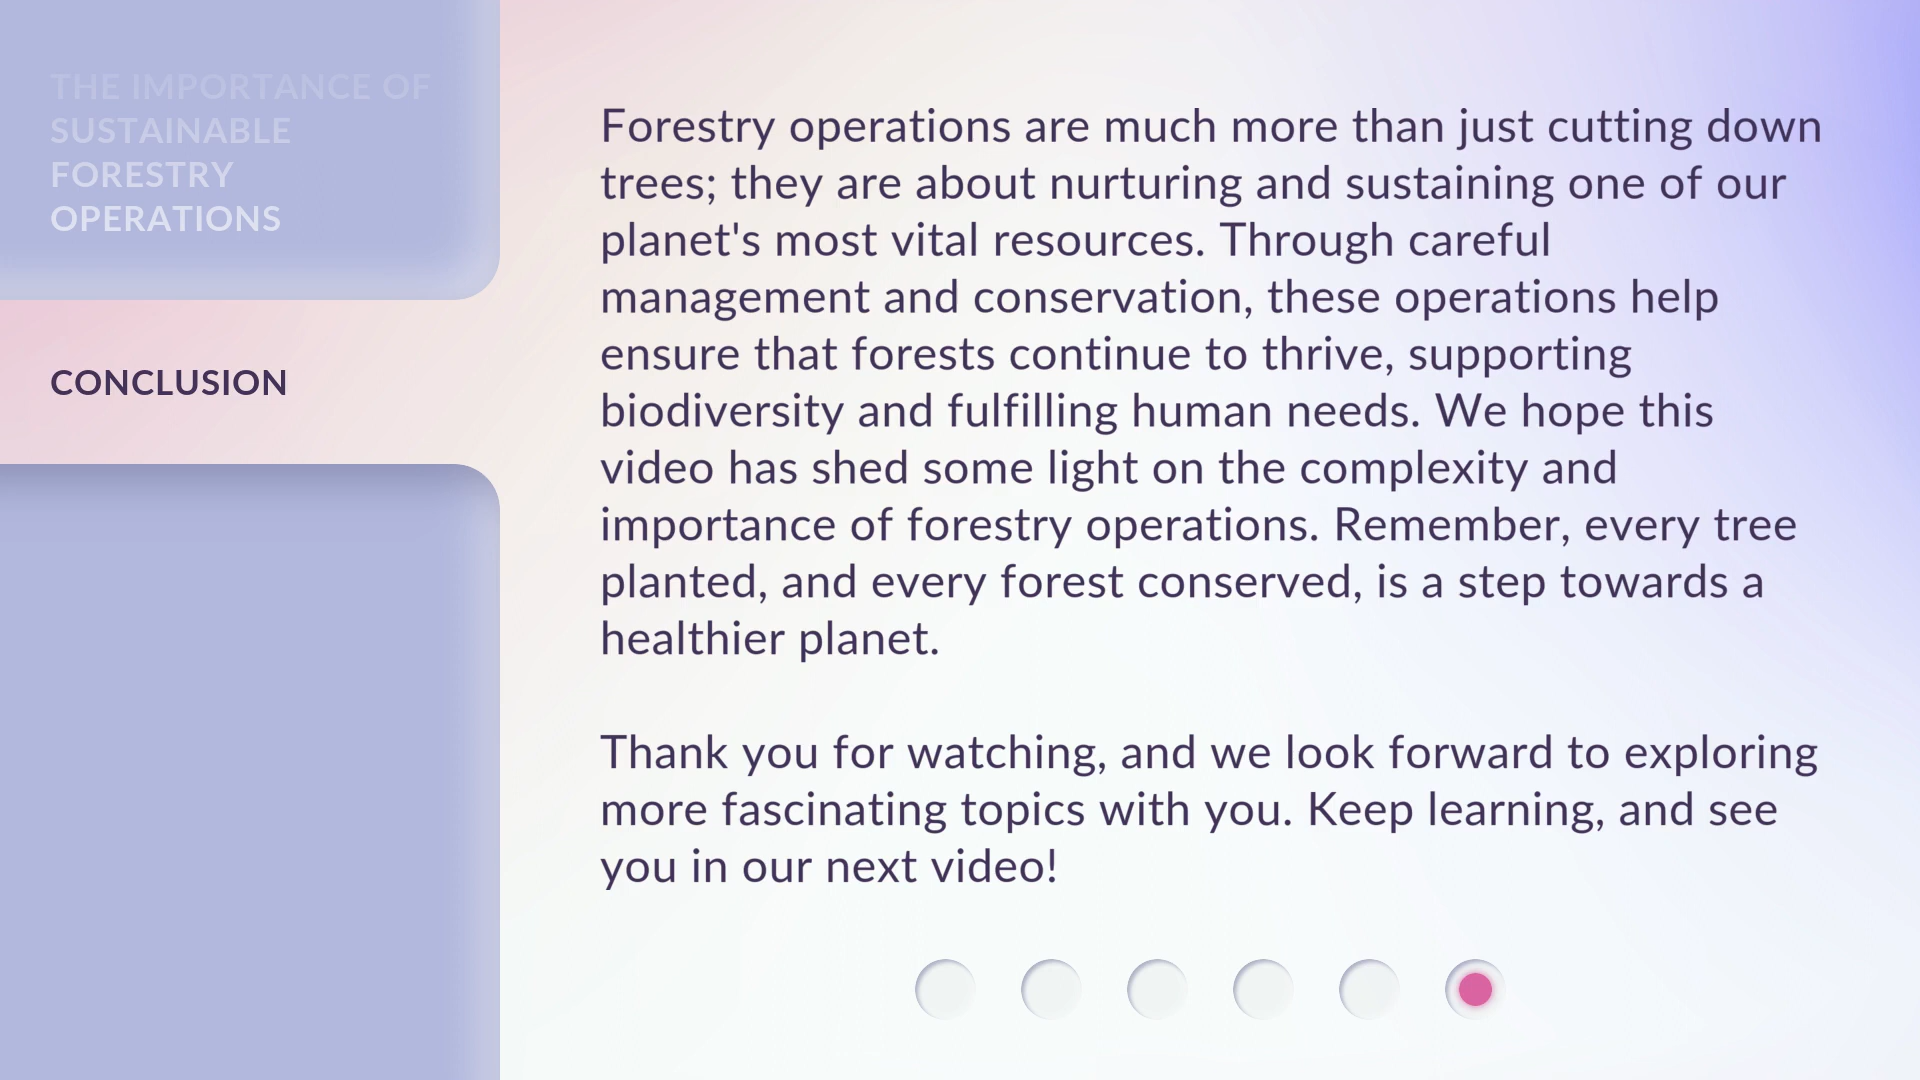 THE IMPORTANCE OF
SUSTAINABLE
FORESTRY
OPERATIONS
CONCLUSION
Forestry operations are much more than just cutting down
trees; they are about nurturing and sustaining one of our
planet's most vital resources. Through careful
management and conservation, these operations help
ensure that forests continue to thrive, supporting
biodiversity and fulfilling human needs. We hope this
video has shed some light on the complexity and
importance of forestry operations. Remember, every tree
planted, and every forest conserved, is a step towards a
healthier planet.
Thank you for watching, and we look forward to exploring
more fascinating topics with you. Keep learning, and see
you in our next video!